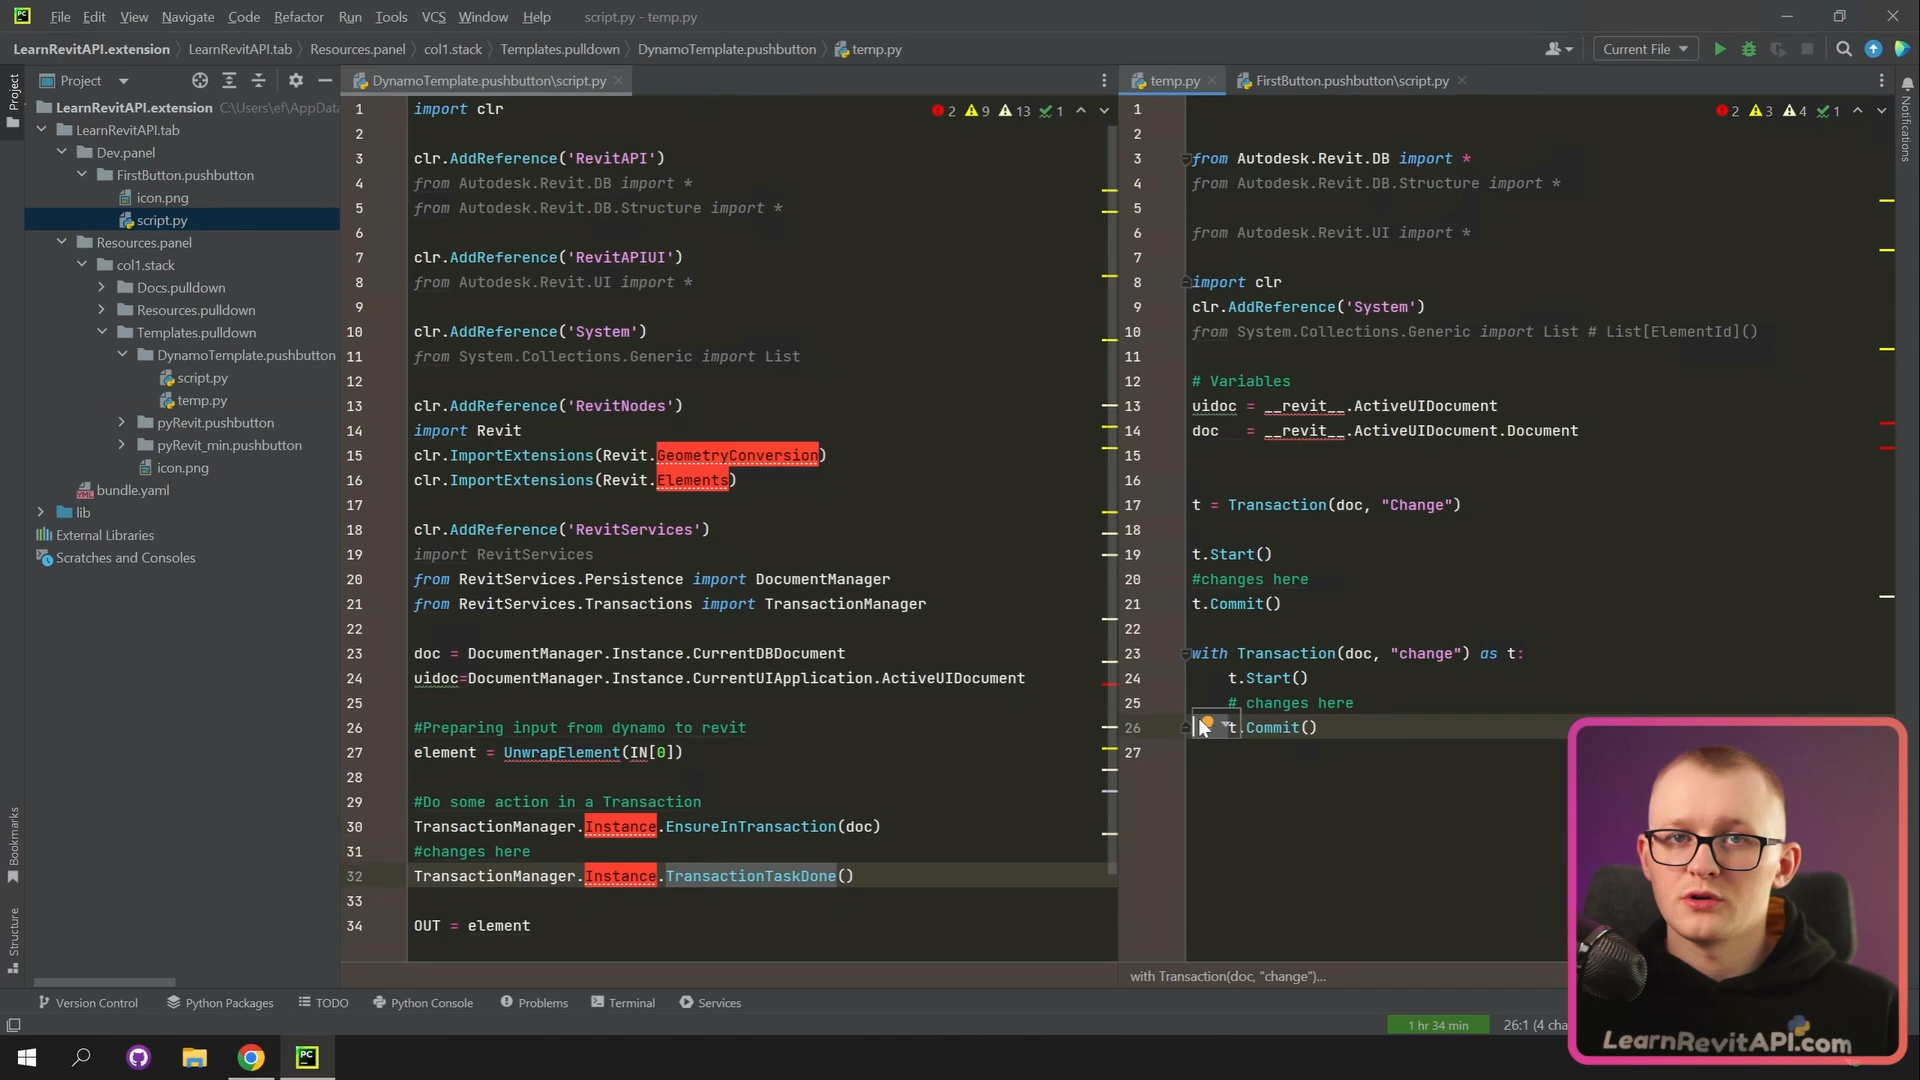 File Edit View Navigate Code Refactor Run Tools VCS Window Help script.py - temp.py
LearnRevitAPI.extension LearnRevitAPI.tab Resources.panel col1.stack Templates.pulldown DynamoTemplate.pushbutton temp.py Current File
Project
DynamoTemplate.pushbutton\script.py
temp.py
FirstButton.pushbutton\script.py
Project
Bookmarks
Structure
Notifications
LearnRevitAPI.extension C:\Users\ef\AppData
LearnRevitAPI.tab
Dev.panel
FirstButton.pushbutton
icon.png
script.py
Resources.panel
col1.stack
Docs.pulldown
Resources.pulldown
Templates.pulldown
DynamoTemplate.pushbutton
script.py
temp.py
pyRevit.pushbutton
pyRevit_min.pushbutton
icon.png
bundle.yaml
lib
External Libraries
Scratches and Consoles
2 9 13 1
1 import clr
2
3 clr.AddReference('RevitAPI')
4 from Autodesk.Revit.DB import *
5 from Autodesk.Revit.DB.Structure import *
6
7 clr.AddReference('RevitAPIUI')
8 from Autodesk.Revit.UI import *
9
10 clr.AddReference('System')
11 from System.Collections.Generic import List
12
13 clr.AddReference('RevitNodes')
14 import Revit
15 clr.ImportExtensions(Revit.GeometryConversion)
16 clr.ImportExtensions(Revit.Elements)
17
18 clr.AddReference('RevitServices')
19 import RevitServices
20 from RevitServices.Persistence import DocumentManager
21 from RevitServices.Transactions import TransactionManager
22
23 doc = DocumentManager.Instance.CurrentDBDocument
24 uidoc=DocumentManager.Instance.CurrentUIApplication.ActiveUIDocument
25
26 #Preparing input from dynamo to revit
27 element = UnwrapElement(IN[0])
28
29 #Do some action in a Transaction
30 TransactionManager.Instance.EnsureInTransaction(doc)
31 #changes here
32 TransactionManager.Instance.TransactionTaskDone()
33
34 OUT = element
2 3 4 1
1
2
3 from Autodesk.Revit.DB import *
4 from Autodesk.Revit.DB.Structure import *
5
6 from Autodesk.Revit.UI import *
7
8 import clr
9 clr.AddReference('System')
10 from System.Collections.Generic import List # List[ElementId]()
11
12 # Variables
13 uidoc = __revit__.ActiveUIDocument
14 doc = __revit__.ActiveUIDocument.Document
15
16
17 t = Transaction(doc, "Change")
18
19 t.Start()
20 #changes here
21 t.Commit()
22
23 with Transaction(doc, "change") as t:
24 t.Start()
25 # changes here
26 t.Commit()
27
with Transaction(doc, "change")...
Version Control Python Packages TODO Python Console Problems Terminal Services
1 hr 34 min 26:1 (4 cha
PC
LearnRevitAPI.com